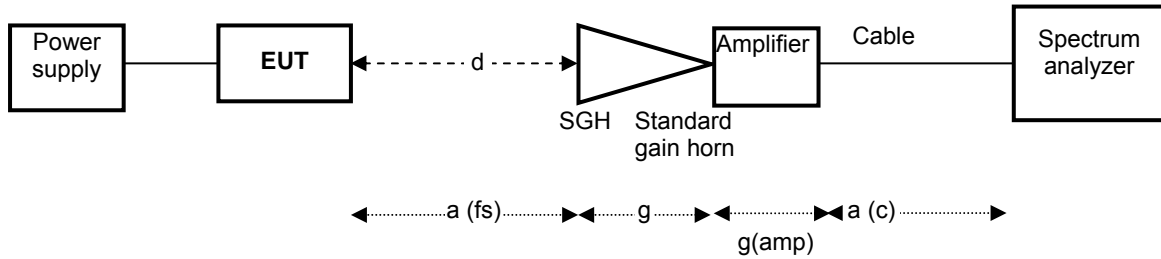 Power
supply
EUT
d
SGH
Standard
gain horn
Amplifier
Cable
Spectrum
analyzer
a (fs)
g
g(amp)
a (c)